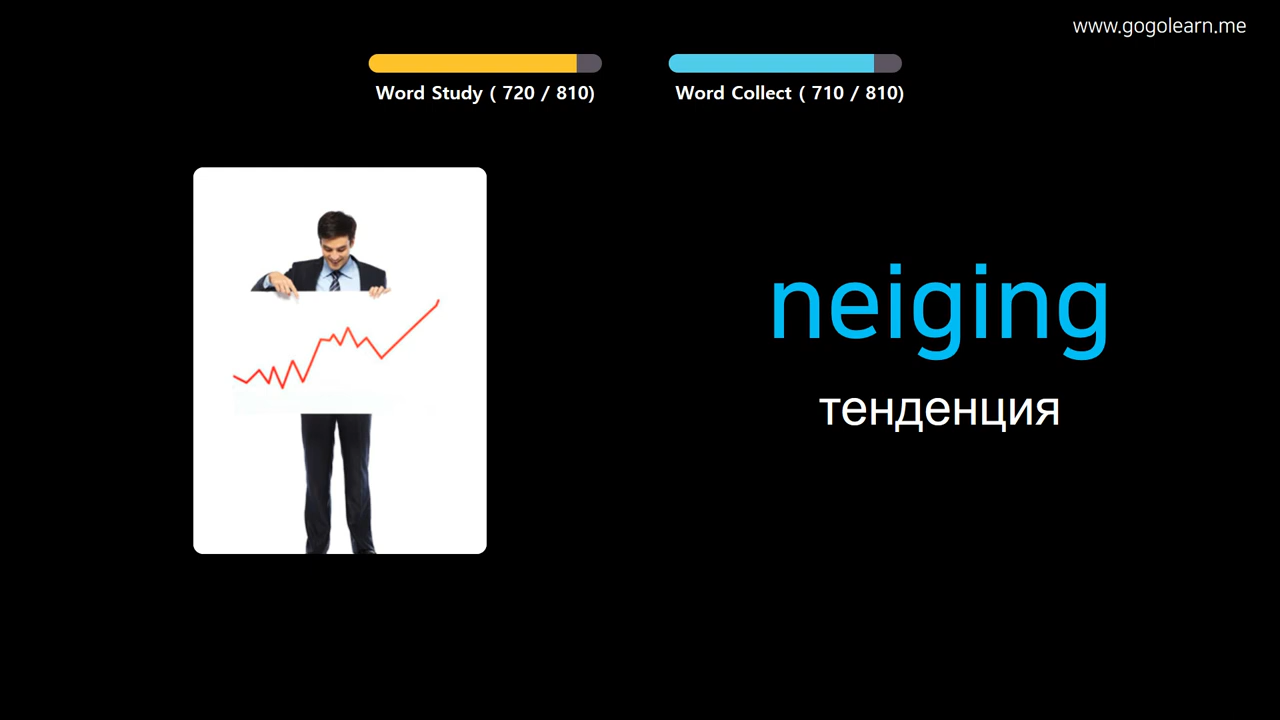 www.gogolearn.me
Word Study ( 720 / 810)
Word Collect ( 710 / 810)
neiging
тенденция